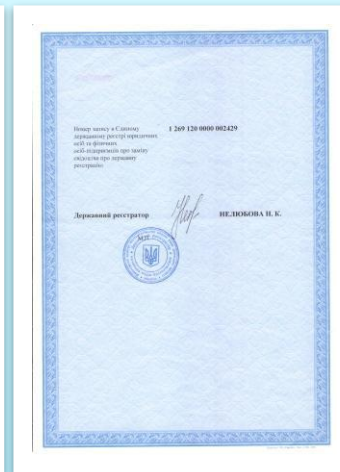 Номер запису в Єдиному 1 269 120 0000 002429
державному реєстрі юридичних
осіб та фізичних
осіб-підприємців про заміну
свідоцтва про державну
реєстрацію
Державний реєстратор НЕЛЮБОВА Н. К.